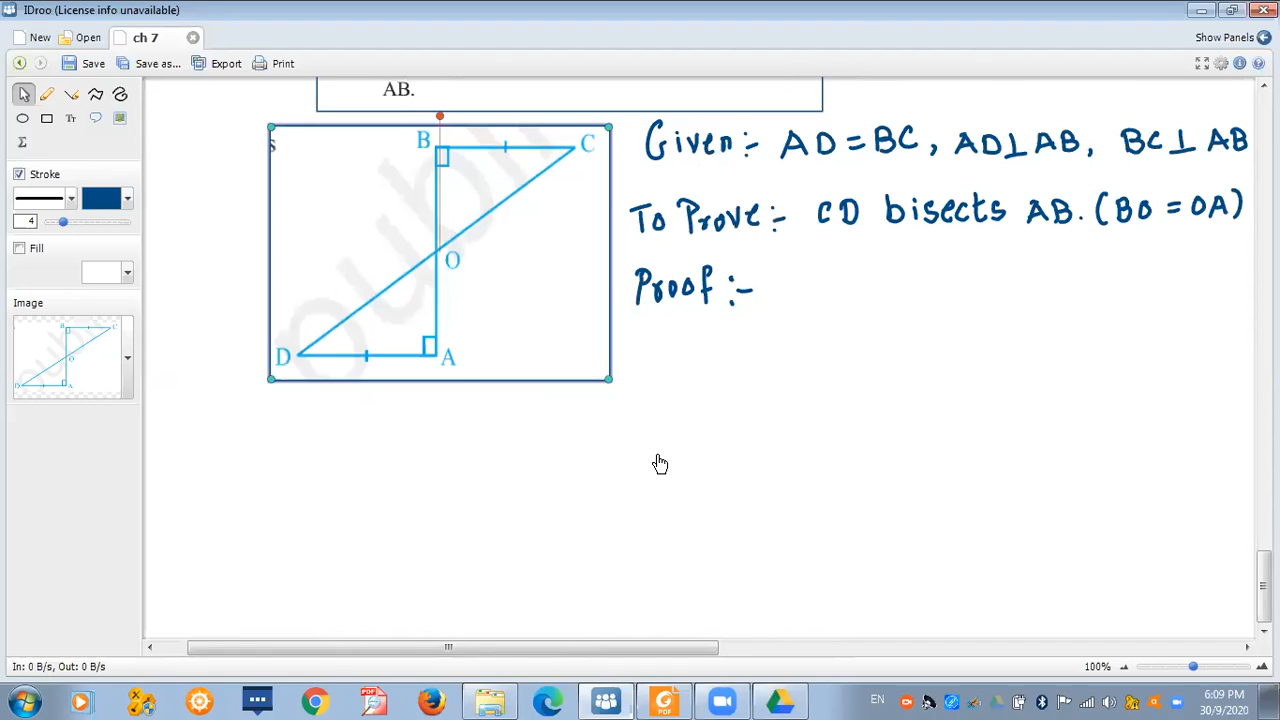 IDroo (License info unavailable)
New Open ch 7 Show Panels
Save Save as... Export Print
AB.
s
B C
O
D A
Given :- AD = BC, AD⊥AB, BC⊥AB
To Prove :- CD bisects AB. (BO = OA)
Proof :-
Tr
Σ
Stroke
4
Fill
Image
B C
O
D A
In: 0 B/s, Out: 0 B/s 100%
EN 6:09 PM
30/9/2020